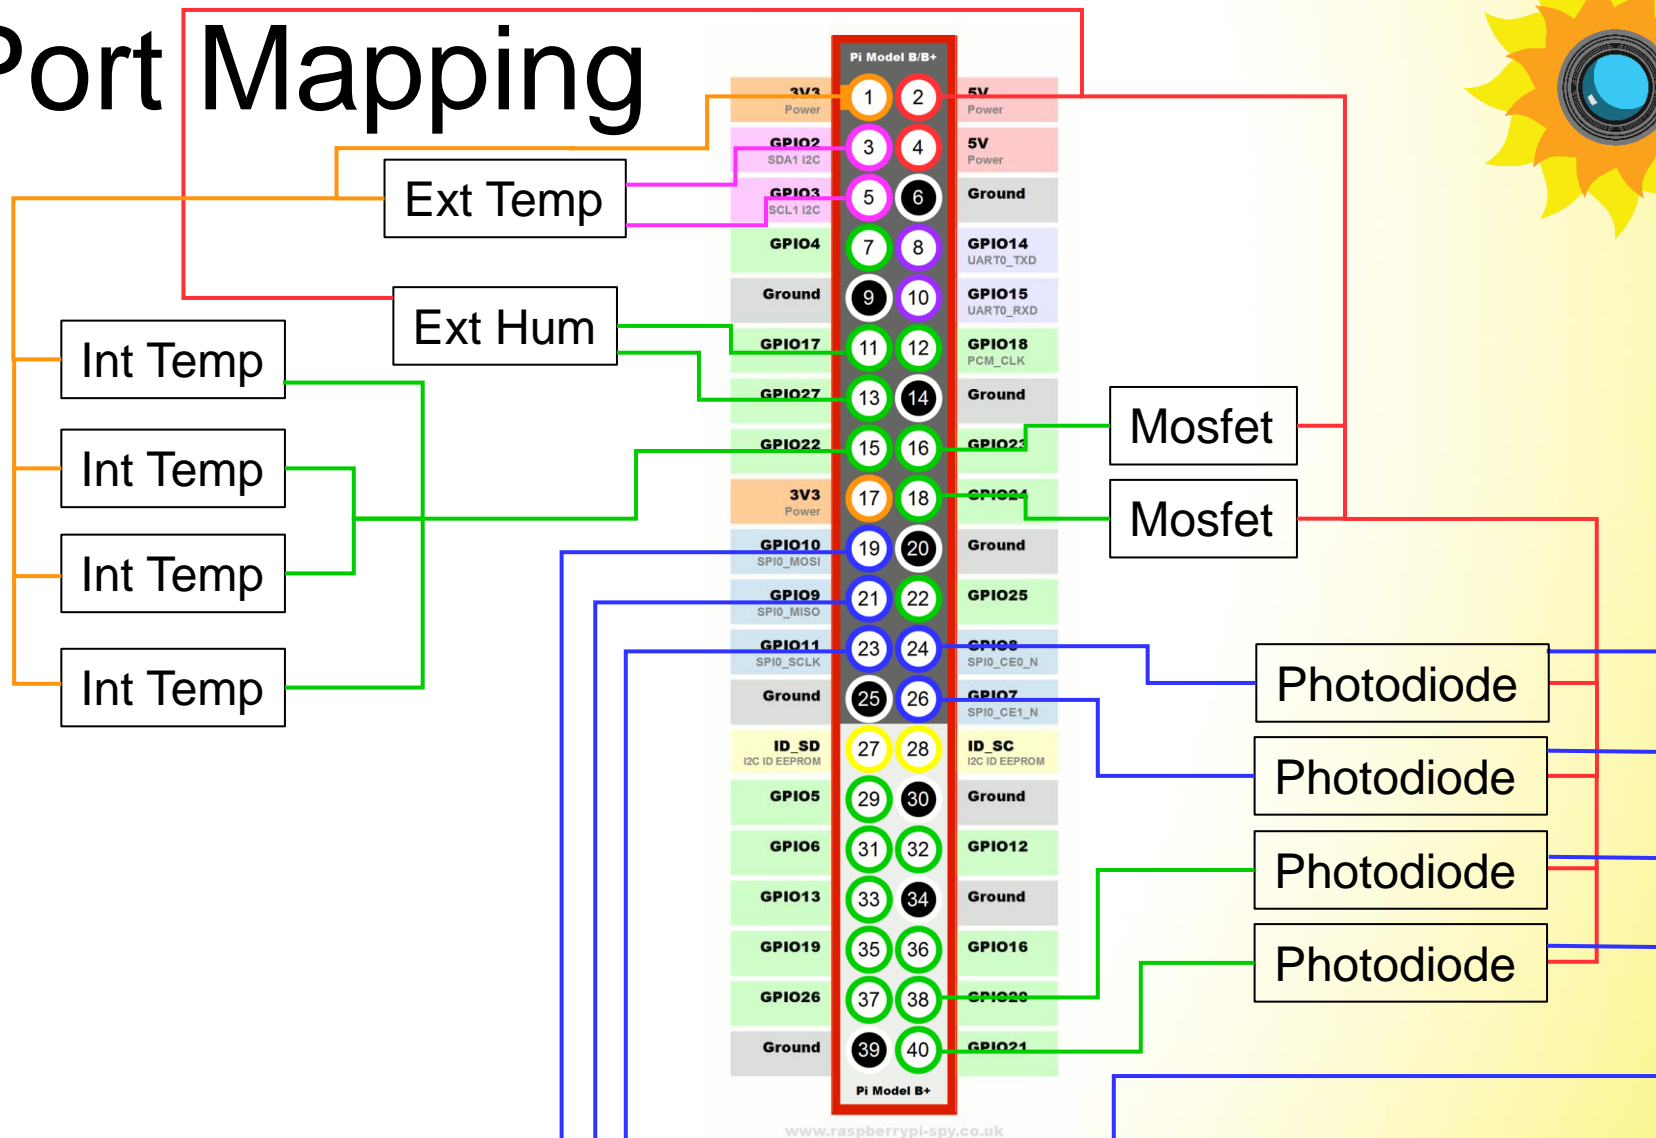 Port Mapping
Pi Model B/B+
3V3
Power
1
2
5V
Power
GPIO2
SDA1 I2C
3
4
5V
Power
Ext Temp
GPIO3
SCL1 I2C
5
6
Ground
GPIO4
7
8
GPIO14
UART0_TXD
Ground
9
10
GPIO15
UART0_RXD
Ext Hum
GPIO17
11
12
GPIO18
PCM_CLK
Int Temp
GPIO27
13
14
Ground
Mosfet
GPIO22
15
16
GPIO23
Int Temp
3V3
Power
17
18
GPIO24
Mosfet
GPIO10
SPI0_MOSI
19
20
Ground
Int Temp
GPIO9
SPI0_MISO
21
22
GPIO25
GPIO11
SPI0_SCLK
23
24
GPIO8
SPI0_CE0_N
Int Temp
Photodiode
Ground
25
26
GPIO7
SPI0_CE1_N
ID_SD
I2C ID EEPROM
27
28
ID_SC
I2C ID EEPROM
Photodiode
GPIO5
29
30
Ground
GPIO6
31
32
GPIO12
Photodiode
GPIO13
33
34
Ground
GPIO19
35
36
GPIO16
Photodiode
GPIO26
37
38
GPIO20
Ground
39
40
GPIO21
Pi Model B+
www.raspberrypi-spy.co.uk